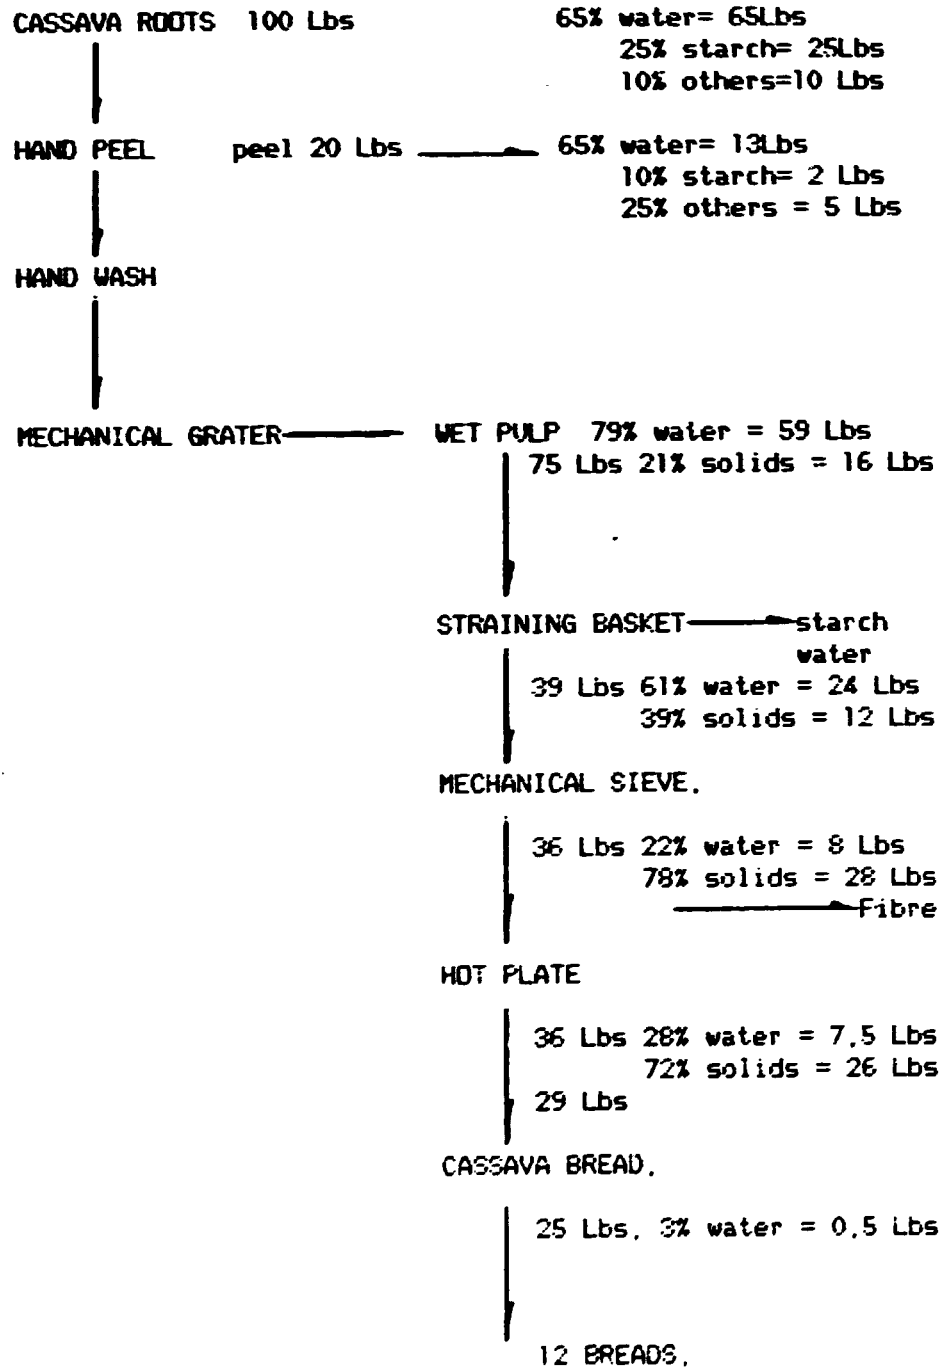 CASSAVA ROOTS 100 Lbs 65% water= 65Lbs
25% starch= 25Lbs
10% others=10 Lbs
HAND PEEL peel 20 Lbs 65% water= 13Lbs
10% starch= 2 Lbs
25% others = 5 Lbs
HAND WASH
MECHANICAL GRATER WET PULP 79% water = 59 Lbs
75 Lbs 21% solids = 16 Lbs
STRAINING BASKET starch
water
39 Lbs 61% water = 24 Lbs
39% solids = 12 Lbs
MECHANICAL SIEVE.
36 Lbs 22% water = 8 Lbs
78% solids = 28 Lbs
Fibre
HOT PLATE
36 Lbs 28% water = 7.5 Lbs
72% solids = 26 Lbs
29 Lbs
CASSAVA BREAD.
25 Lbs. 3% water = 0.5 Lbs
12 BREADS.